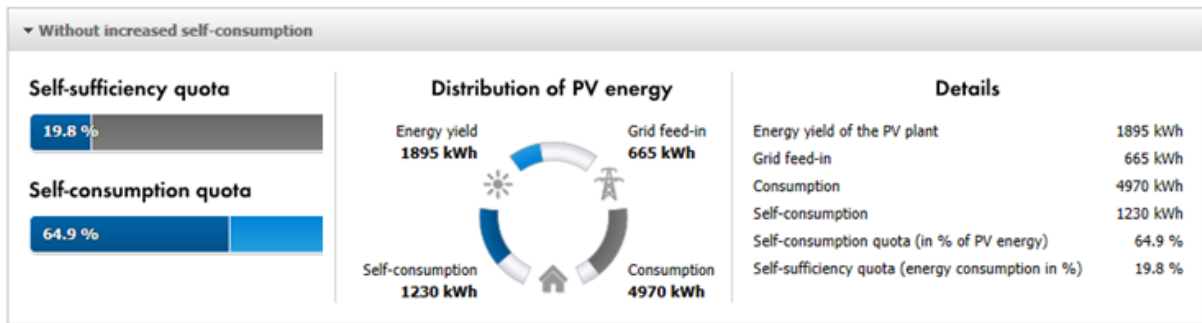 Without increased self-consumption
Self-sufficiency quota
19.8 %
Self-consumption quota
64.9 %
Distribution of PV energy
Energy yield
1895 kWh
Grid feed-in
665 kWh
Self-consumption
1230 kWh
Consumption
4970 kWh
Details
Energy yield of the PV plant 1895 kWh
Grid feed-in 665 kWh
Consumption 4970 kWh
Self-consumption 1230 kWh
Self-consumption quota (in % of PV energy) 64.9 %
Self-sufficiency quota (energy consumption in %) 19.8 %